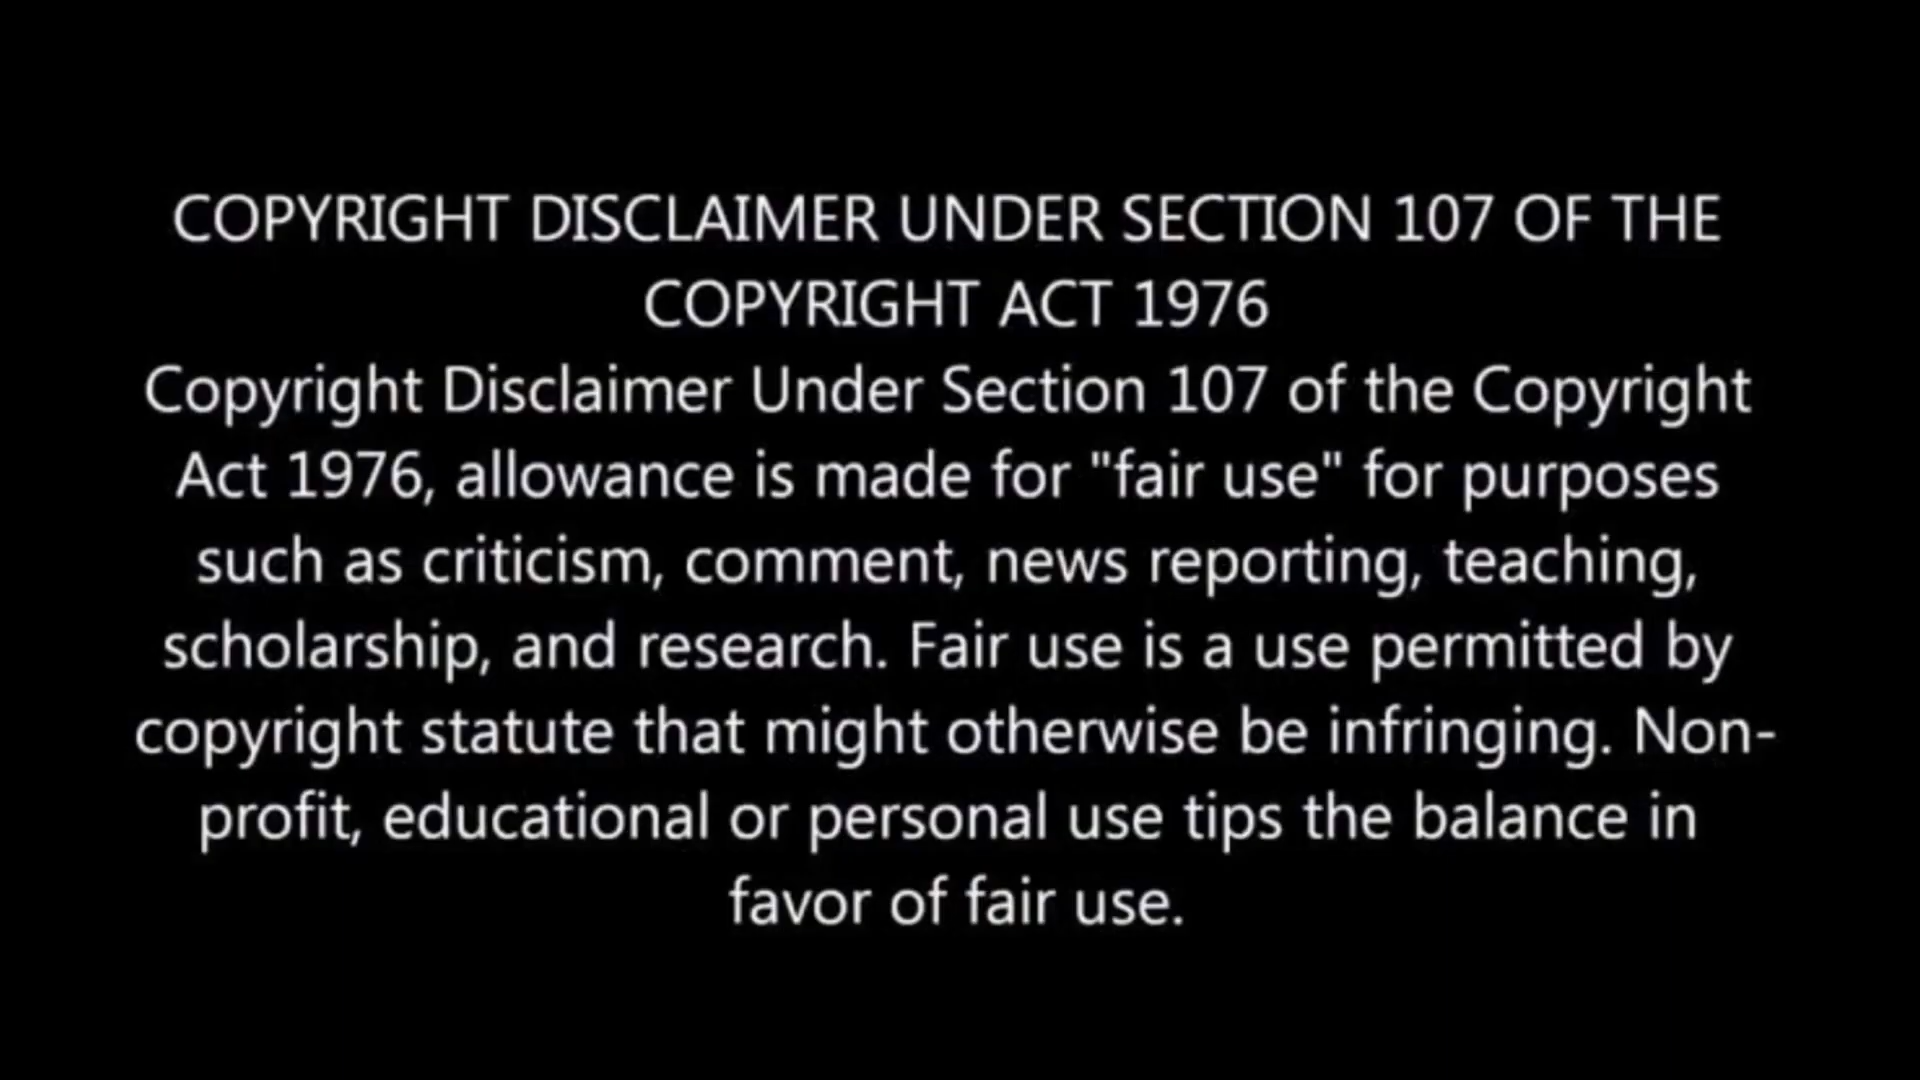 COPYRIGHT DISCLAIMER UNDER SECTION 107 OF THE
COPYRIGHT ACT 1976
Copyright Disclaimer Under Section 107 of the Copyright
Act 1976, allowance is made for "fair use" for purposes
such as criticism, comment, news reporting, teaching,
scholarship, and research. Fair use is a use permitted by
copyright statute that might otherwise be infringing. Non-
profit, educational or personal use tips the balance in
favor of fair use.